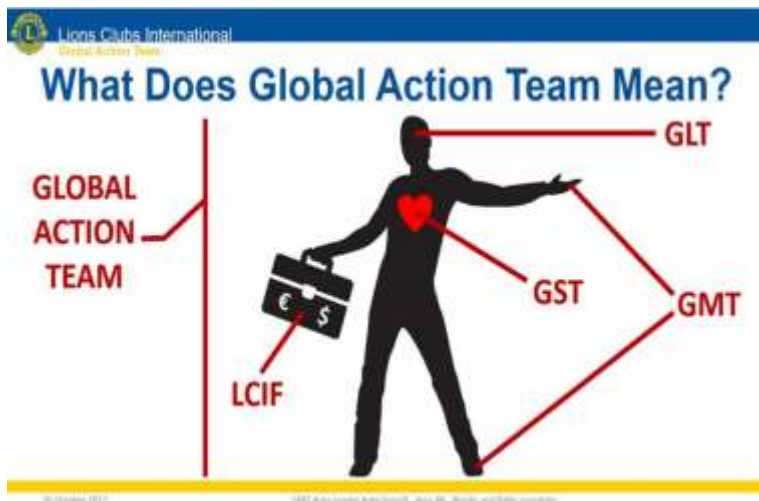 Lions Clubs International
Global Action Team
What Does Global Action Team Mean?
GLT
GLOBAL
ACTION
TEAM
GST
GMT
€ $
LCIF